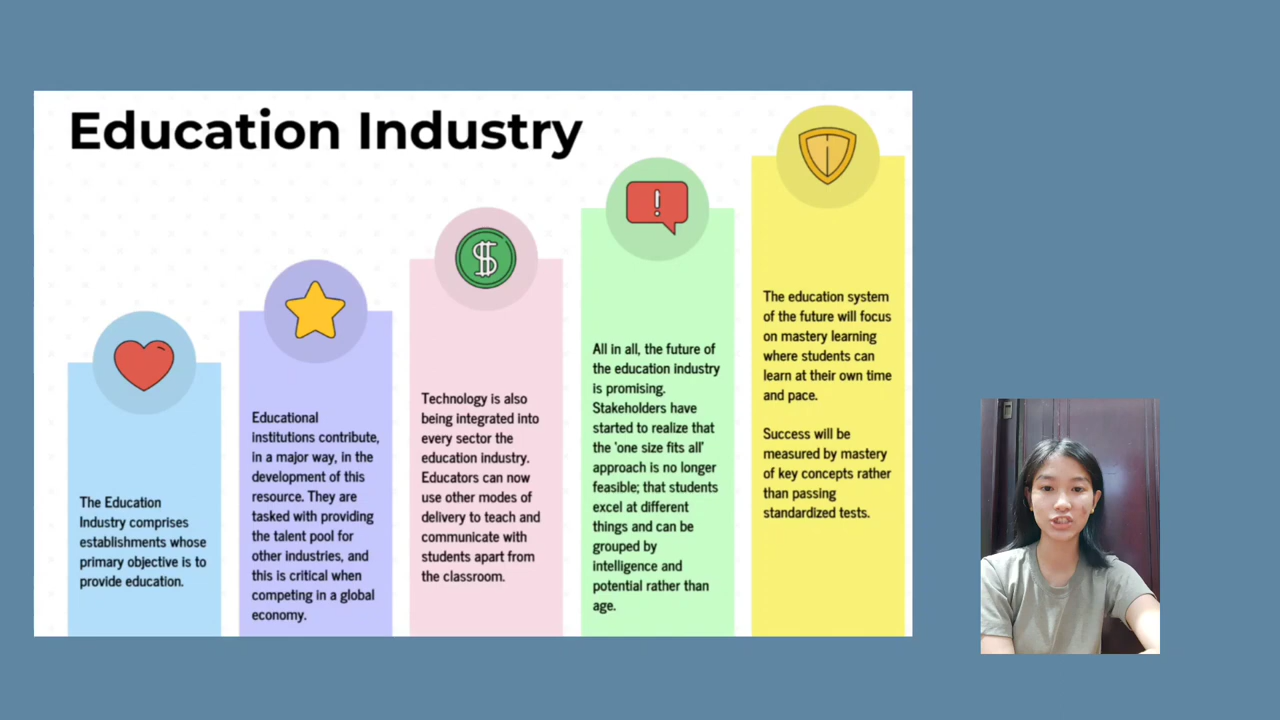 Education Industry
The Education
Industry comprises
establishments whose
primary objective is to
provide education.
Educational
institutions contribute,
in a major way, in the
development of this
resource. They are
tasked with providing
the talent pool for
other industries, and
this is critical when
competing in a global
economy.
Technology is also
being integrated into
every sector the
education industry.
Educators can now
use other modes of
delivery to teach and
communicate with
students apart from
the classroom.
All in all, the future of
the education industry
is promising.
Stakeholders have
started to realize that
the 'one size fits all'
approach is no longer
feasible; that students
excel at different
things and can be
grouped by
intelligence and
potential rather than
age.
The education system
of the future will focus
on mastery learning
where students can
learn at their own time
and pace.
Success will be
measured by mastery
of key concepts rather
than passing
standardized tests.